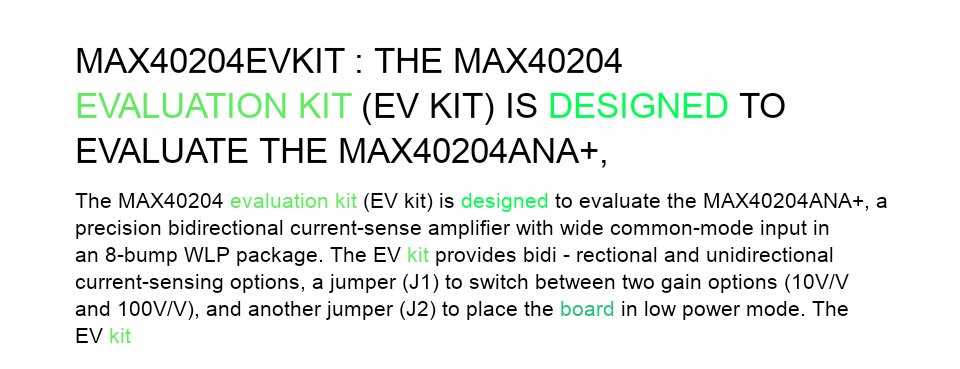 MAX40204EVKIT : THE MAX40204
EVALUATION KIT (EV KIT) IS DESIGNED TO
EVALUATE THE MAX40204ANA+,
The MAX40204 evaluation kit (EV kit) is designed to evaluate the MAX40204ANA+, a
precision bidirectional current-sense amplifier with wide common-mode input in
an 8-bump WLP package. The EV kit provides bidi - rectional and unidirectional
current-sensing options, a jumper (J1) to switch between two gain options (10V/V
and 100V/V), and another jumper (J2) to place the board in low power mode. The
EV kit